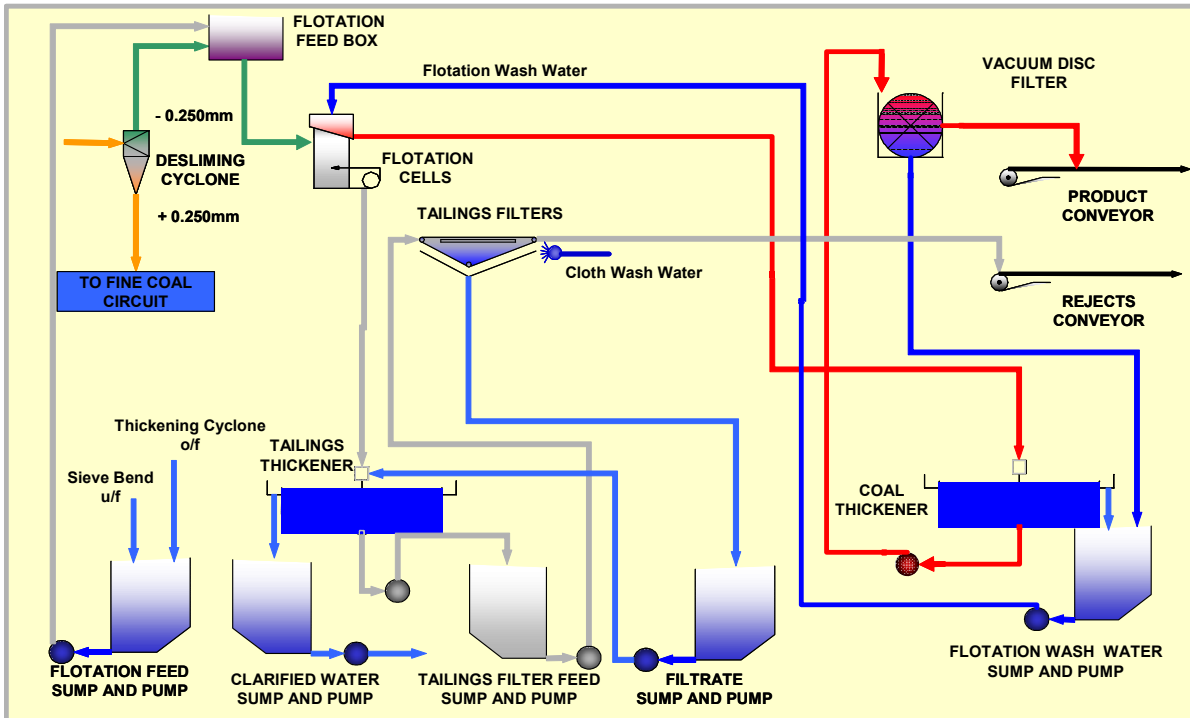 FLOTATION
FEED BOX
Flotation Wash Water
VACUUM DISC
FILTER
- 0.250mm
DESLIMING
CYCLONE
FLOTATION
CELLS
+ 0.250mm
TAILINGS FILTERS
PRODUCT
CONVEYOR
Cloth Wash Water
TO FINE COAL
CIRCUIT
REJECTS
CONVEYOR
Thickening Cyclone
o/f
Sieve Bend
u/f
TAILINGS
THICKENER
COAL
THICKENER
FLOTATION FEED
SUMP AND PUMP
CLARIFIED WATER
SUMP AND PUMP
TAILINGS FILTER FEED
SUMP AND PUMP
FILTRATE
SUMP AND PUMP
FLOTATION WASH WATER
SUMP AND PUMP